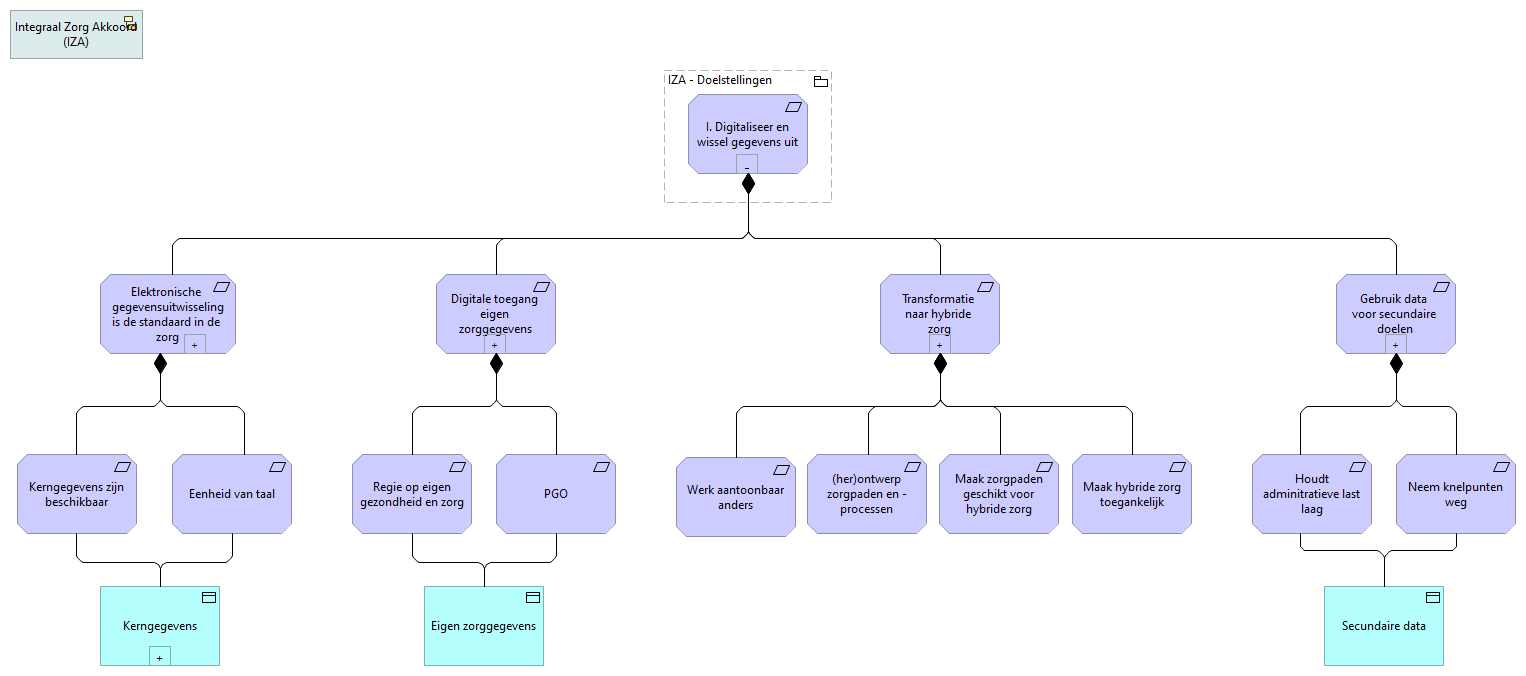 Integraal Zorg Akkoord
(IZA)
IZA - Doelstellingen
I. Digitaliseer en
wissel gegevens uit
-
Elektronische
gegevensuitwisseling
is de standaard in de
zorg
+
Digitale toegang
eigen
zorggegevens
+
Transformatie
naar hybride
zorg
+
Gebruik data
voor secundaire
doelen
+
Kerngegevens zijn
beschikbaar
Eenheid van taal
Regie op eigen
gezondheid en zorg
PGO
Werk aantoonbaar
anders
(her)ontwerp
zorgpaden en -
processen
Maak zorgpaden
geschikt voor
hybride zorg
Maak hybride zorg
toegankelijk
Houdt
adminitratieve last
laag
Neem knelpunten
weg
Kerngegevens
+
Eigen zorggegevens
Secundaire data